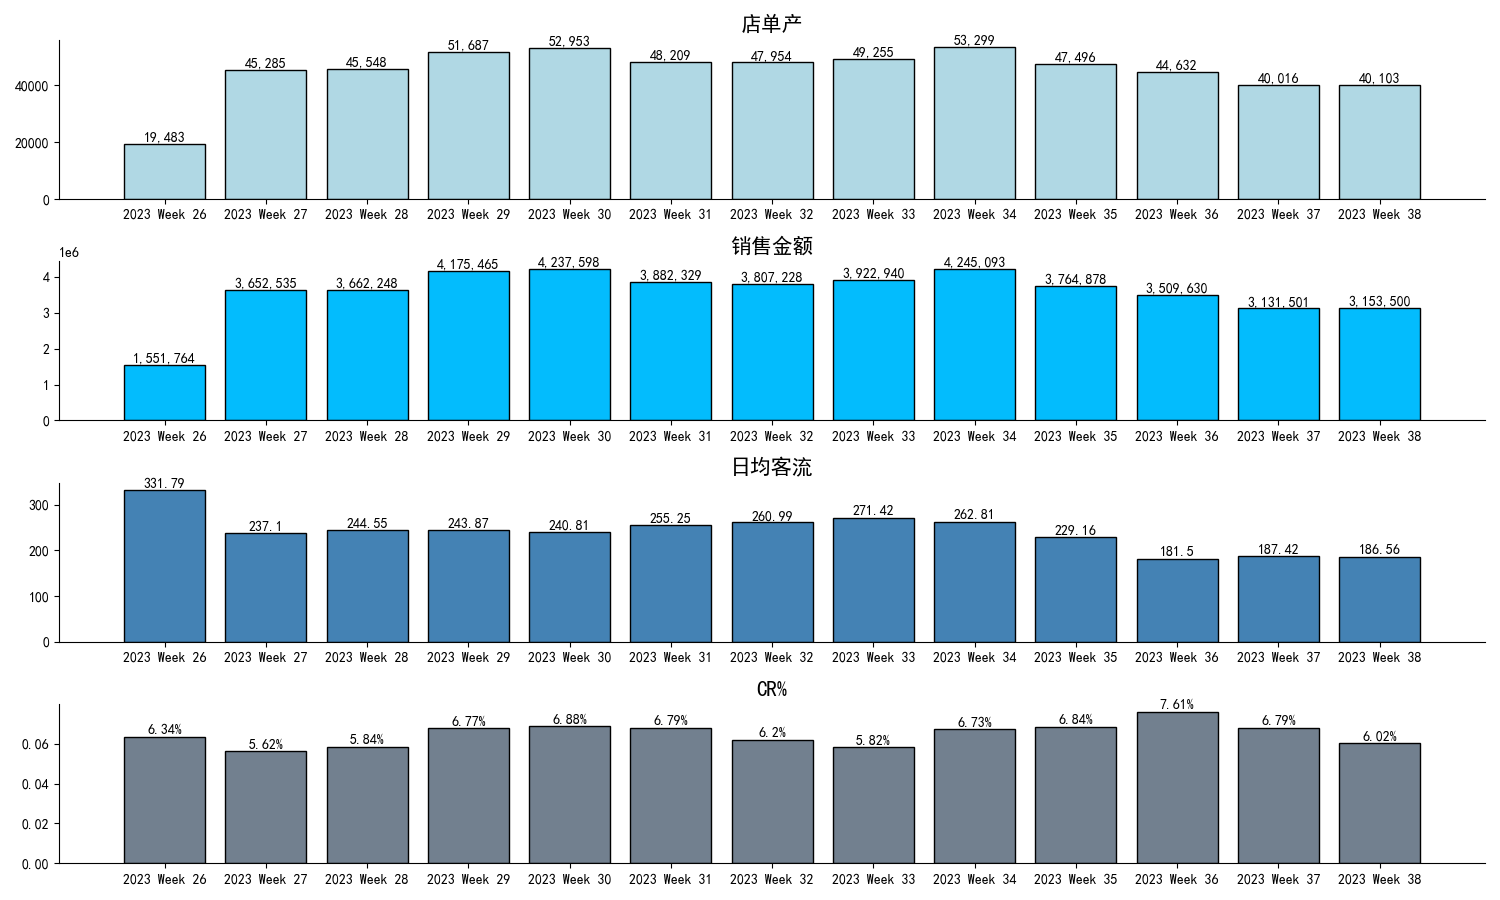 店单产
53,299
52,953
51,687
49,255
48,209
47,954
47,496
45,285
45,548
44,632
40,016
40,103
40000
20000
19,483
0
2023 Week 26 2023 Week 27 2023 Week 28 2023 Week 29 2023 Week 30 2023 Week 31 2023 Week 32 2023 Week 33 2023 Week 34 2023 Week 35 2023 Week 36 2023 Week 37 2023 Week 38
销售金额
1e6
4,175,465 4,237,598 4,245,093
3,652,535 3,662,248 3,882,329 3,807,228 3,922,940 3,764,878
3,509,630
3,131,501 3,153,500
4
3
2
1,551,764
1
0
2023 Week 26 2023 Week 27 2023 Week 28 2023 Week 29 2023 Week 30 2023 Week 31 2023 Week 32 2023 Week 33 2023 Week 34 2023 Week 35 2023 Week 36 2023 Week 37 2023 Week 38
日均客流
331.79
237.1 244.55 243.87 240.81 255.25 260.99 271.42 262.81 229.16
181.5 187.42 186.56
300
200
100
0
2023 Week 26 2023 Week 27 2023 Week 28 2023 Week 29 2023 Week 30 2023 Week 31 2023 Week 32 2023 Week 33 2023 Week 34 2023 Week 35 2023 Week 36 2023 Week 37 2023 Week 38
CR%
6.34% 5.62% 5.84% 6.77% 6.88% 6.79% 6.2% 5.82% 6.73% 6.84% 7.61% 6.79% 6.02%
0.06
0.04
0.02
0.00
2023 Week 26 2023 Week 27 2023 Week 28 2023 Week 29 2023 Week 30 2023 Week 31 2023 Week 32 2023 Week 33 2023 Week 34 2023 Week 35 2023 Week 36 2023 Week 37 2023 Week 38